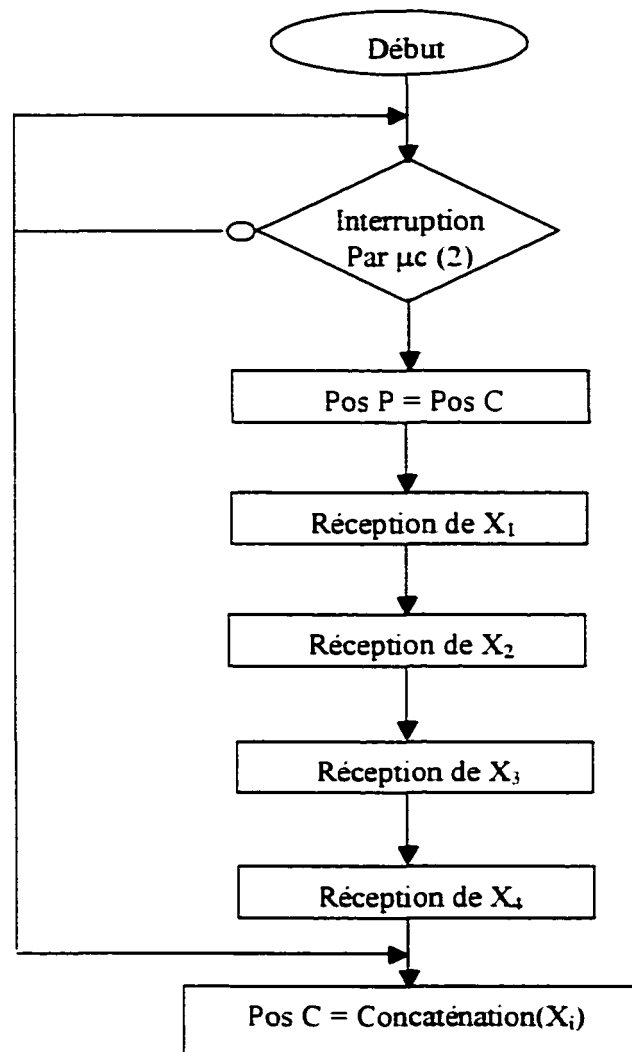 Début
Interruption
Par µc (2)
Pos P = Pos C
Réception de X₁
Réception de X₂
Réception de X₃
Réception de X₄
Pos C = Concaténation(Xᵢ)